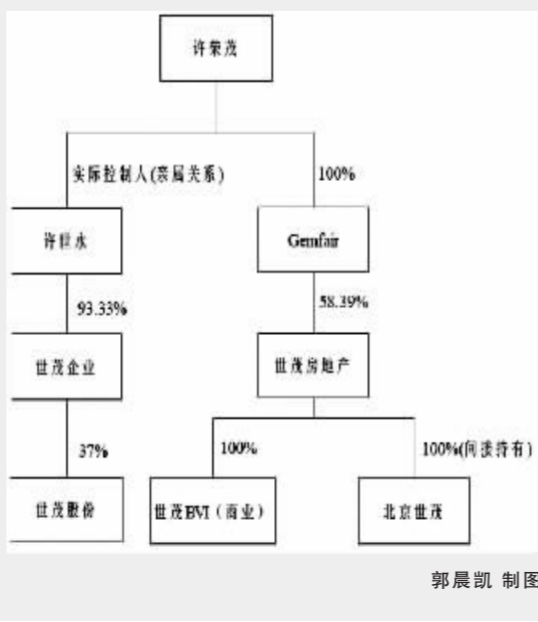 许荣茂
实际控制人(亲属关系)
100%
许世永
Gemfair
93.33%
58.39%
世茂企业
世茂房地产
37%
100%
100%(间接持有)
世茂股份
世茂BVI（商业）
北京世茂
郭晨凯 制图